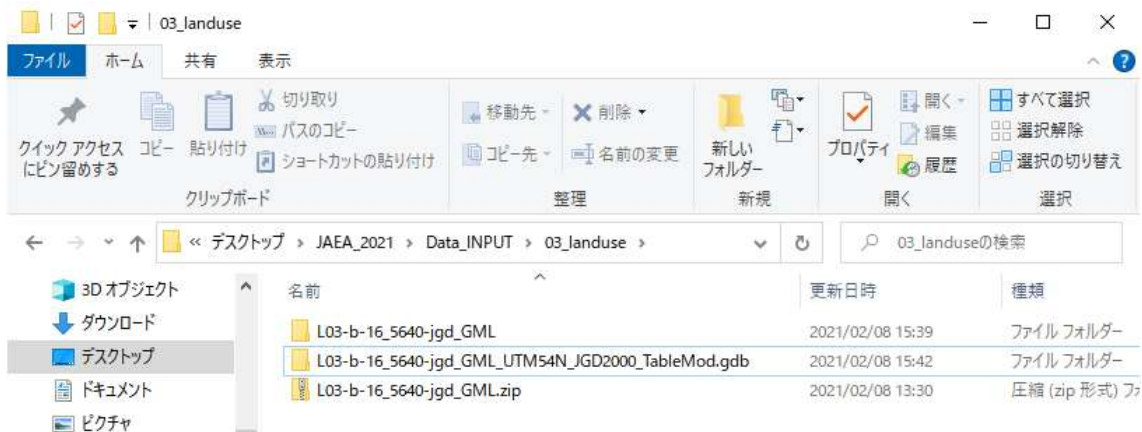 03_landuse
ファイル ホーム 共有 表示
クイック アクセス
にピン留めする
コピー
貼り付け
切り取り
パスのコピー
ショートカットの貼り付け
クリップボード
移動先
コピー先
削除
名前の変更
整理
新しい
フォルダー
新規
プロパティ
開く
編集
履歴
開く
すべて選択
選択解除
選択の切り替え
選択
« デスクトップ › JAEA_2021 › Data_INPUT › 03_landuse ›
03_landuseの検索
3D オブジェクト
ダウンロード
デスクトップ
ドキュメント
ピクチャ
名前 更新日時 種類
L03-b-16_5640-jgd_GML 2021/02/08 15:39 ファイル フォルダー
L03-b-16_5640-jgd_GML_UTM54N_JGD2000_TableMod.gdb 2021/02/08 15:42 ファイル フォルダー
L03-b-16_5640-jgd_GML.zip 2021/02/08 13:30 圧縮 (zip 形式) フ